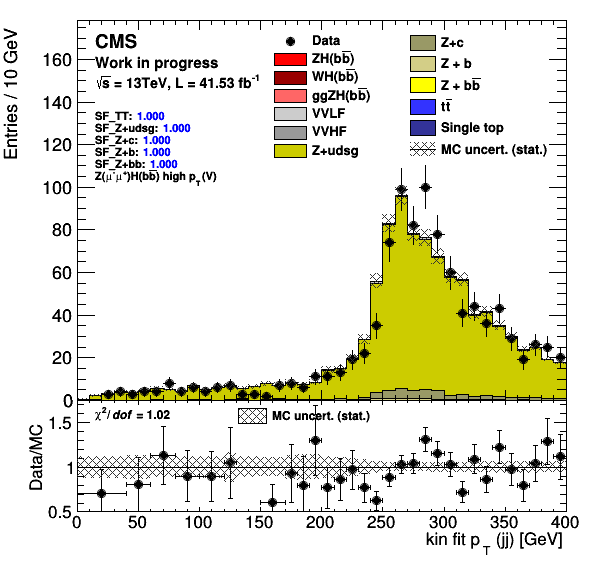 CMS
Work in progress
√s = 13TeV, L = 41.53 fb⁻¹
SF_TT: 1.000
SF_Z+udsg: 1.000
SF_Z+c: 1.000
SF_Z+b: 1.000
SF_Z+bb: 1.000
Z(μ⁻μ⁺)H(bb̅) high p_T(V)
Data
ZH(bb̅)
WH(bb̅)
ggZH(bb̅)
VVLF
VVHF
Z+udsg
Z+c
Z + b
Z + bb̅
tt̅
Single top
MC uncert. (stat.)
Entries / 10 GeV
160
140
120
100
80
60
40
20
0
χ²/dof = 1.02
MC uncert. (stat.)
Data/MC
1.5
1
0.5
0 50 100 150 200 250 300 350 400
kin fit p_T (jj) [GeV]